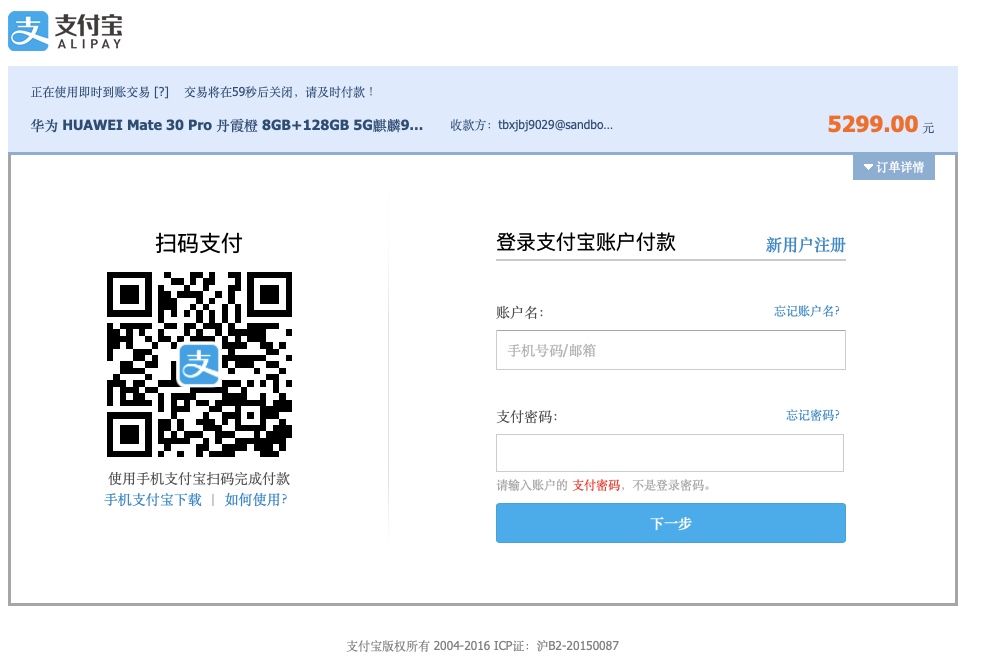 支 支付宝
ALIPAY
正在使用即时到账交易 [?] 交易将在59秒后关闭，请及时付款！
华为 HUAWEI Mate 30 Pro 丹霞橙 8GB+128GB 5G麒麟9... 收款方：tbxjbj9029@sandbo... 5299.00 元
订单详情
扫码支付
支
使用手机支付宝扫码完成付款
手机支付宝下载 | 如何使用?
登录支付宝账户付款 新用户注册
账户名： 忘记账户名?
手机号码/邮箱
支付密码： 忘记密码?
请输入账户的 支付密码，不是登录密码。
下一步
支付宝版权所有 2004-2016 ICP证：沪B2-20150087